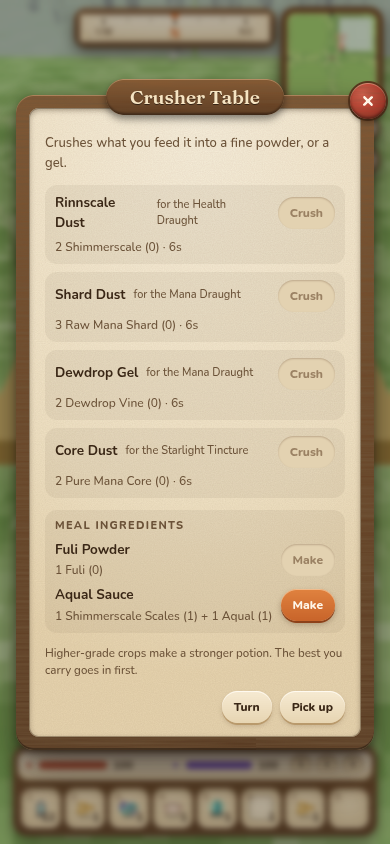 Crusher Table
Crushes what you feed it into a fine powder, or a
gel.
Rinnscale
Dust
for the Health
Draught
Crush
2 Shimmerscale (0) · 6s
Shard Dust for the Mana Draught
Crush
3 Raw Mana Shard (0) · 6s
Dewdrop Gel for the Mana Draught
Crush
2 Dewdrop Vine (0) · 6s
Core Dust for the Starlight Tincture
Crush
2 Pure Mana Core (0) · 6s
MEAL INGREDIENTS
Fuli Powder
1 Fuli (0)
Make
Aqual Sauce
1 Shimmerscale Scales (1) + 1 Aqual (1)
Make
Higher-grade crops make a stronger potion. The best you
carry goes in first.
Turn Pick up